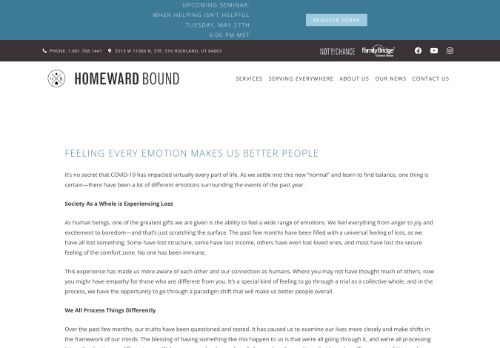 UPCOMING SEMINAR:
WHEN HELPING ISN'T HELPFUL
TUESDAY, MAY 27TH
6:00 PM MST
REGISTER TODAY
PHONE: 1.801.768.1441
5513 W 11000 N, STE. 316 HIGHLAND, UT 84003
NOT BY CHANCE
FamilyBridge
HOMEWARD BOUND
SERVICES
SERVING EVERYWHERE
ABOUT US
OUR NEWS
CONTACT US
FEELING EVERY EMOTION MAKES US BETTER PEOPLE
It's no secret that COVID-19 has impacted virtually every part of life. As we settle into this new "normal" and learn to find balance, one thing is
certain—there have been a lot of different emotions surrounding the events of the past year.
Society As a Whole is Experiencing Loss
As human beings, one of the greatest gifts we are given is the ability to feel a wide range of emotions. We feel everything from anger to joy and
excitement to boredom—and that's just scratching the surface. The past few months have been filled with a universal feeling of loss, as we
have all lost something. Some have lost structure, some have lost income, others have even lost loved ones, and most have lost the secure
feeling of the comfort zone. No one has been immune.
This experience has made us more aware of each other and our connection as humans. Where you may not have thought much of others, now
you might have empathy for those who are different from you. It's a special kind of feeling to go through a trial as a collective whole, and in the
process, we have the opportunity to go through a paradigm shift that will make us better people overall.
We All Process Things Differently
Over the past few months, our truths have been questioned and tested. It has caused us to examine our lives more closely and make shifts in
the framework of our minds. The blessing of having something like this happen to us is that we're all going through it, and we're all processing